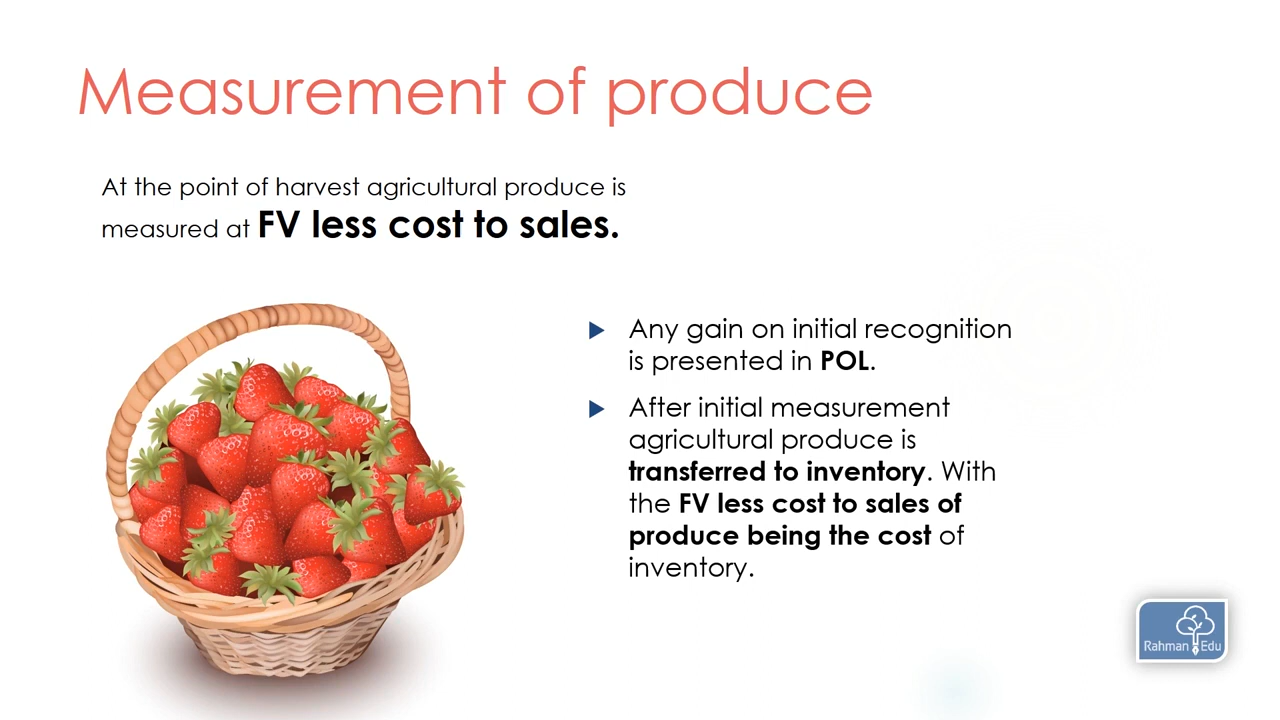 Measurement of produce
At the point of harvest agricultural produce is
measured at FV less cost to sales.
Any gain on initial recognition
is presented in POL.
After initial measurement
agricultural produce is
transferred to inventory. With
the FV less cost to sales of
produce being the cost of
inventory.
Rahman Edu